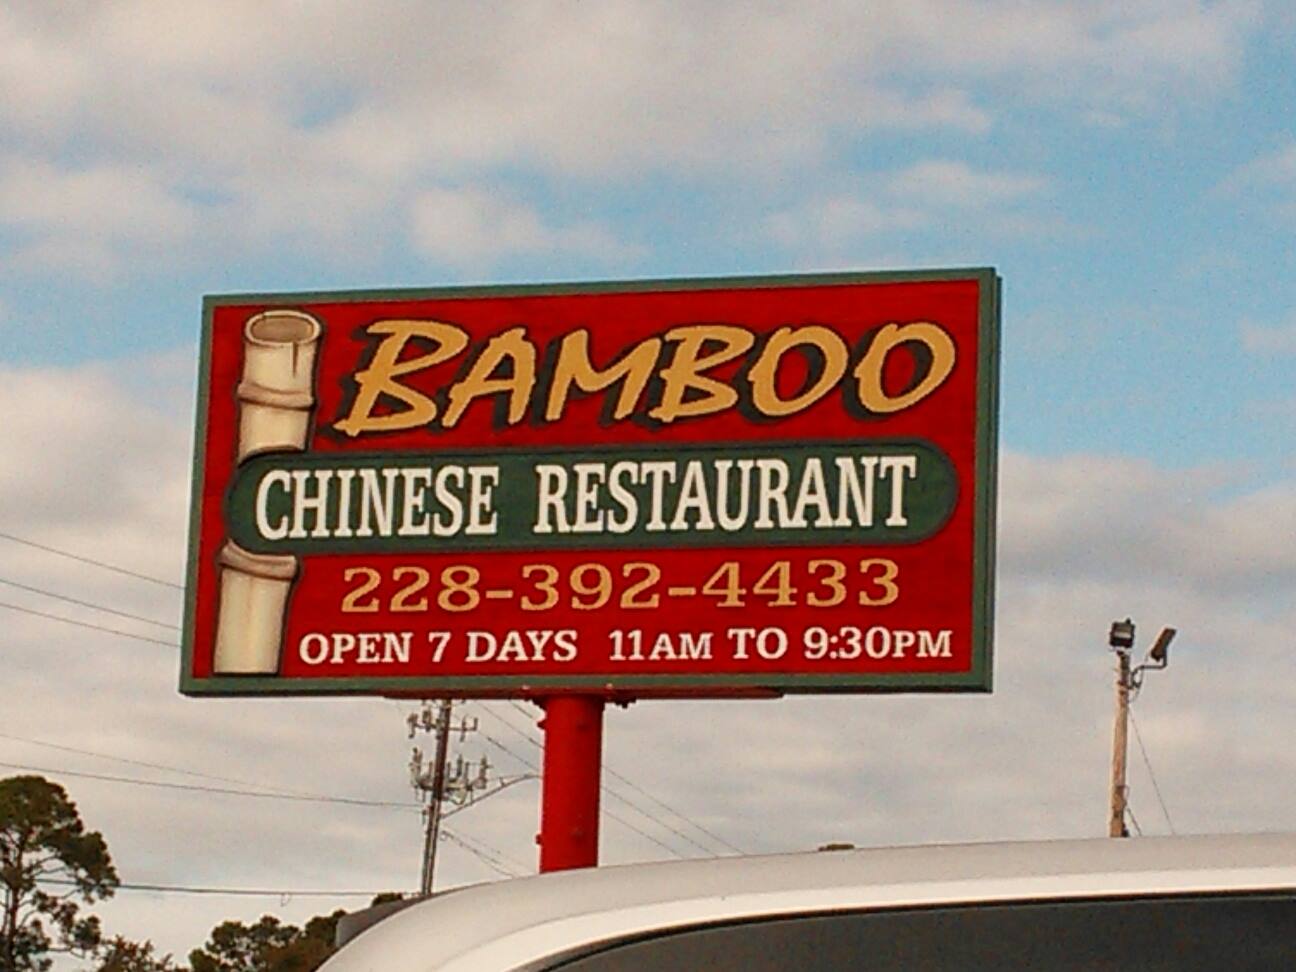 BAMBOO
CHINESE RESTAURANT
228-392-4433
OPEN 7 DAYS 11AM TO 9:30PM